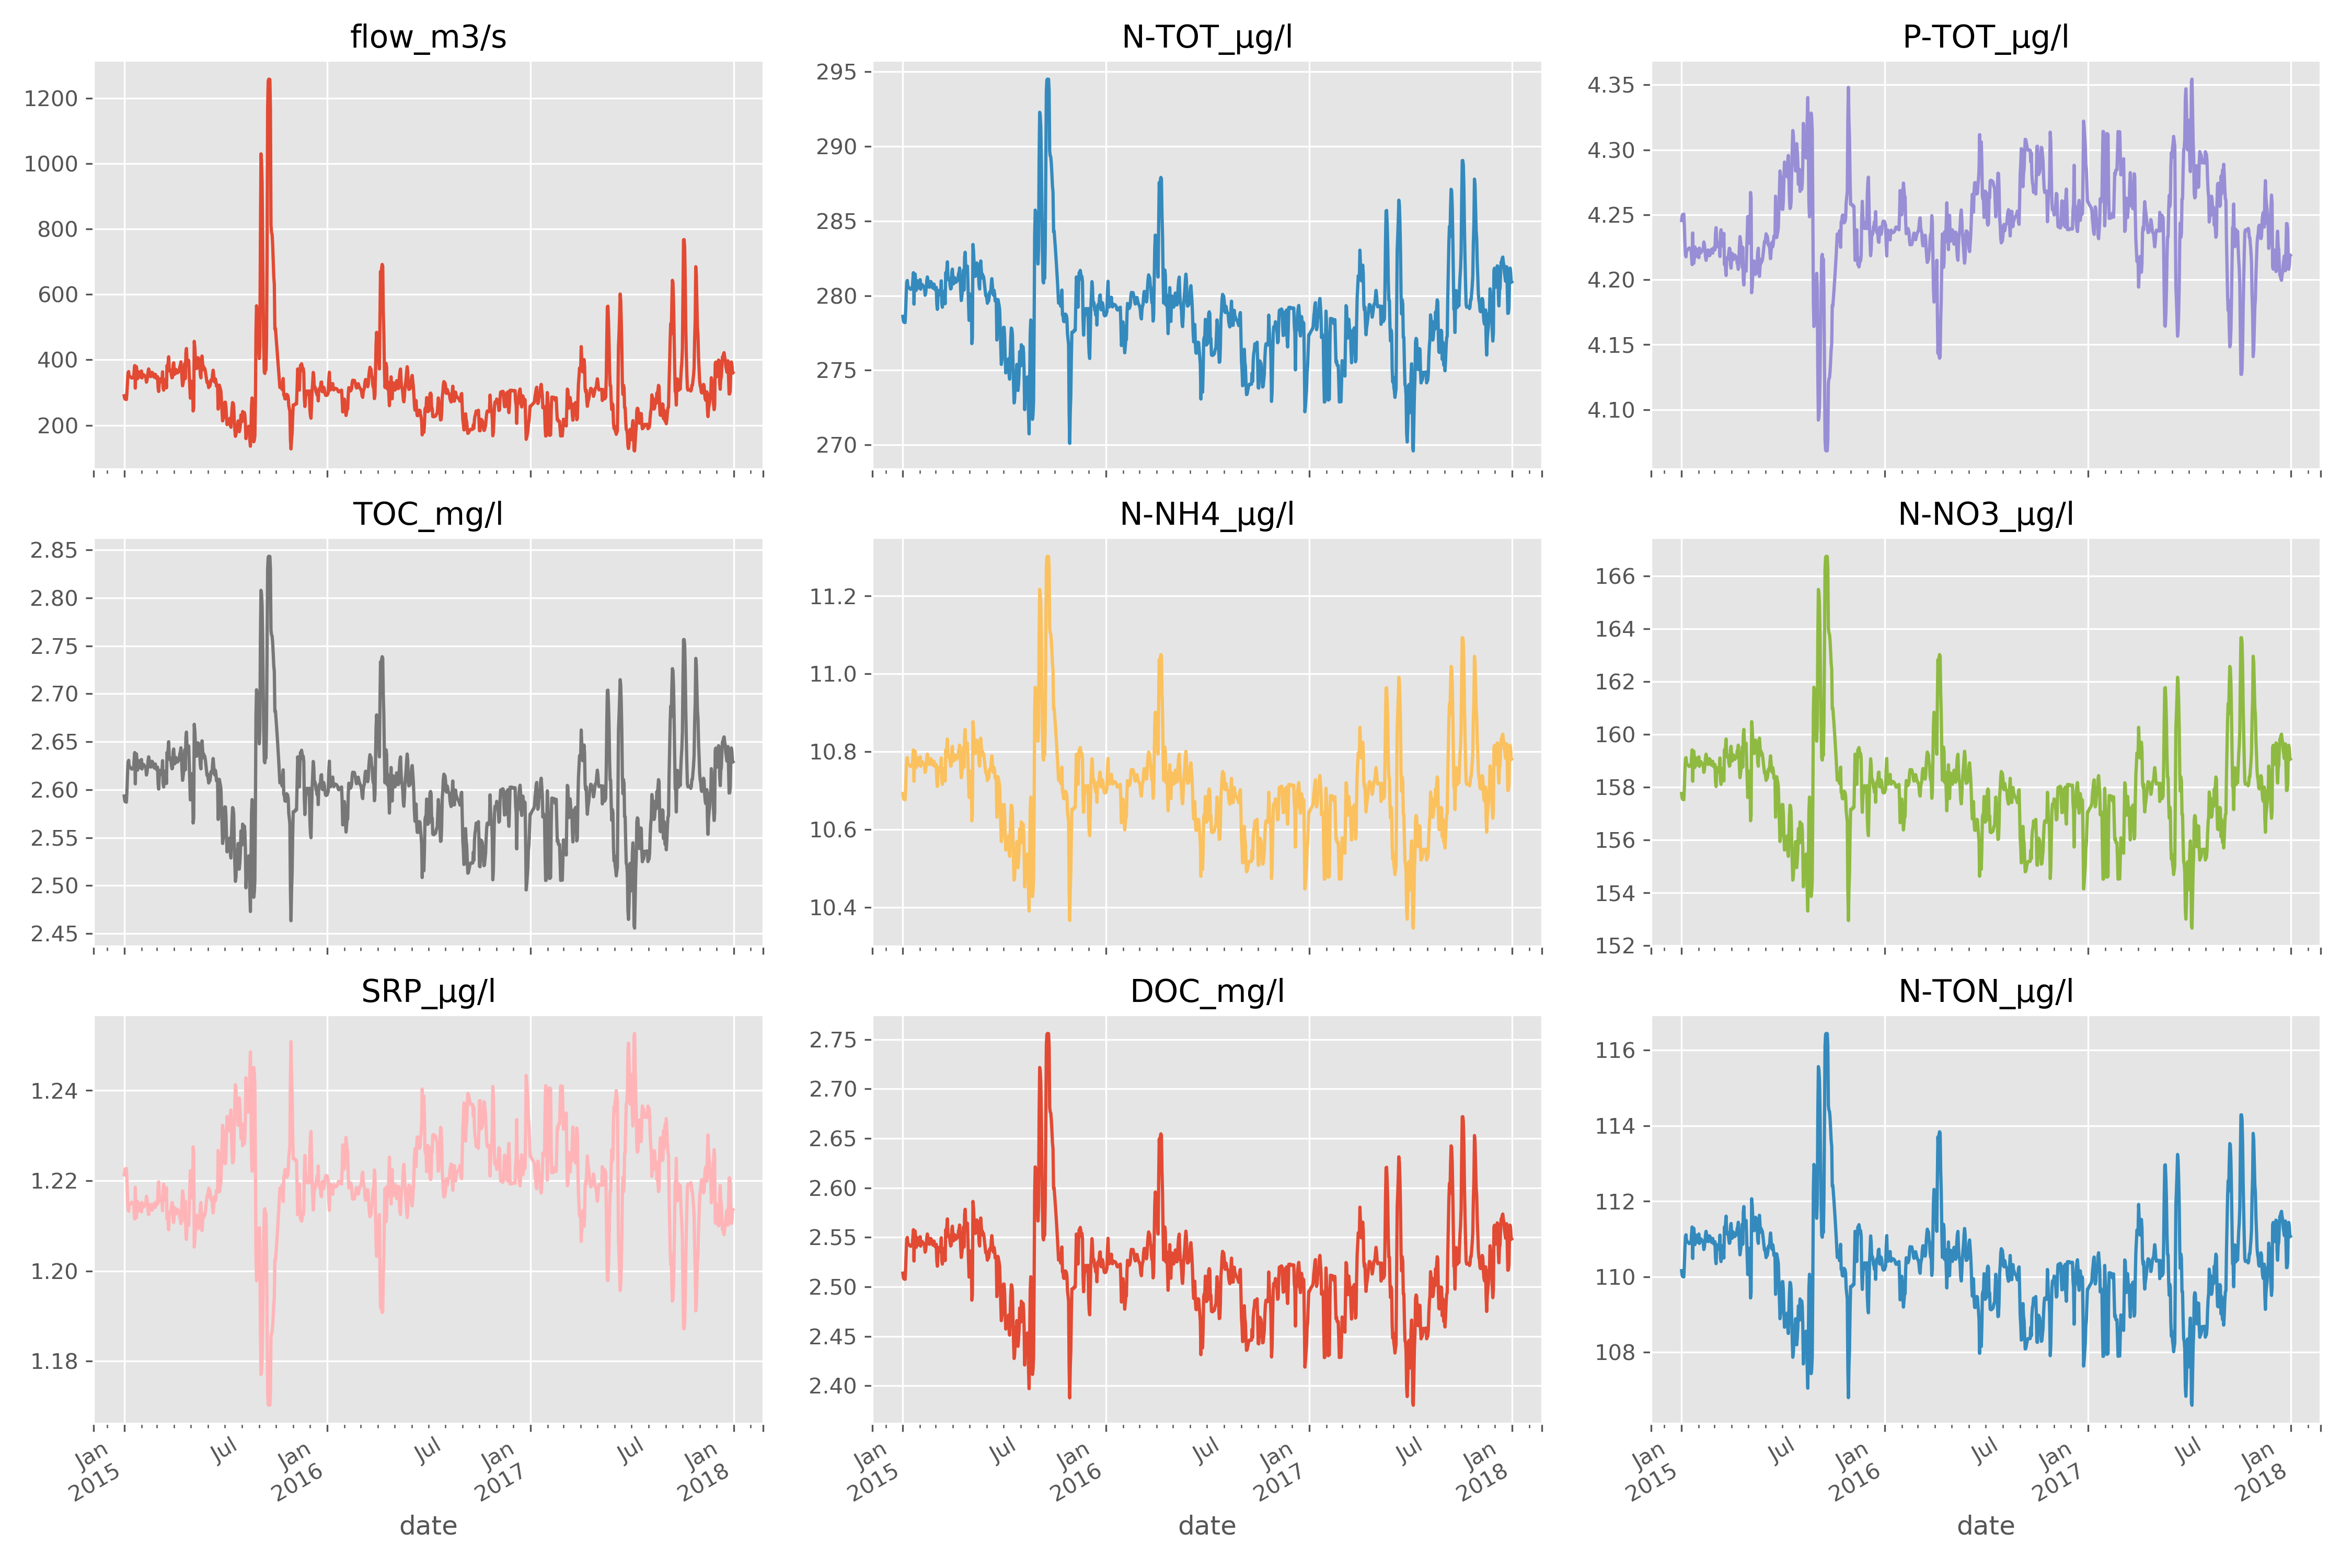 flow_m3/s
N-TOT_µg/l
P-TOT_µg/l
1200
1000
800
600
400
200
295
290
285
280
275
270
4.35
4.30
4.25
4.20
4.15
4.10
TOC_mg/l
N-NH4_µg/l
N-NO3_µg/l
2.85
2.80
2.75
2.70
2.65
2.60
2.55
2.50
2.45
11.2
11.0
10.8
10.6
10.4
166
164
162
160
158
156
154
152
SRP_µg/l
DOC_mg/l
N-TON_µg/l
1.24
1.22
1.20
1.18
2.75
2.70
2.65
2.60
2.55
2.50
2.45
2.40
116
114
112
110
108
Jan
2015
Jul
Jan
2016
Jul
Jan
2017
Jul
Jan
2018
date
Jan
2015
Jul
Jan
2016
Jul
Jan
2017
Jul
Jan
2018
date
Jan
2015
Jul
Jan
2016
Jul
Jan
2017
Jul
Jan
2018
date